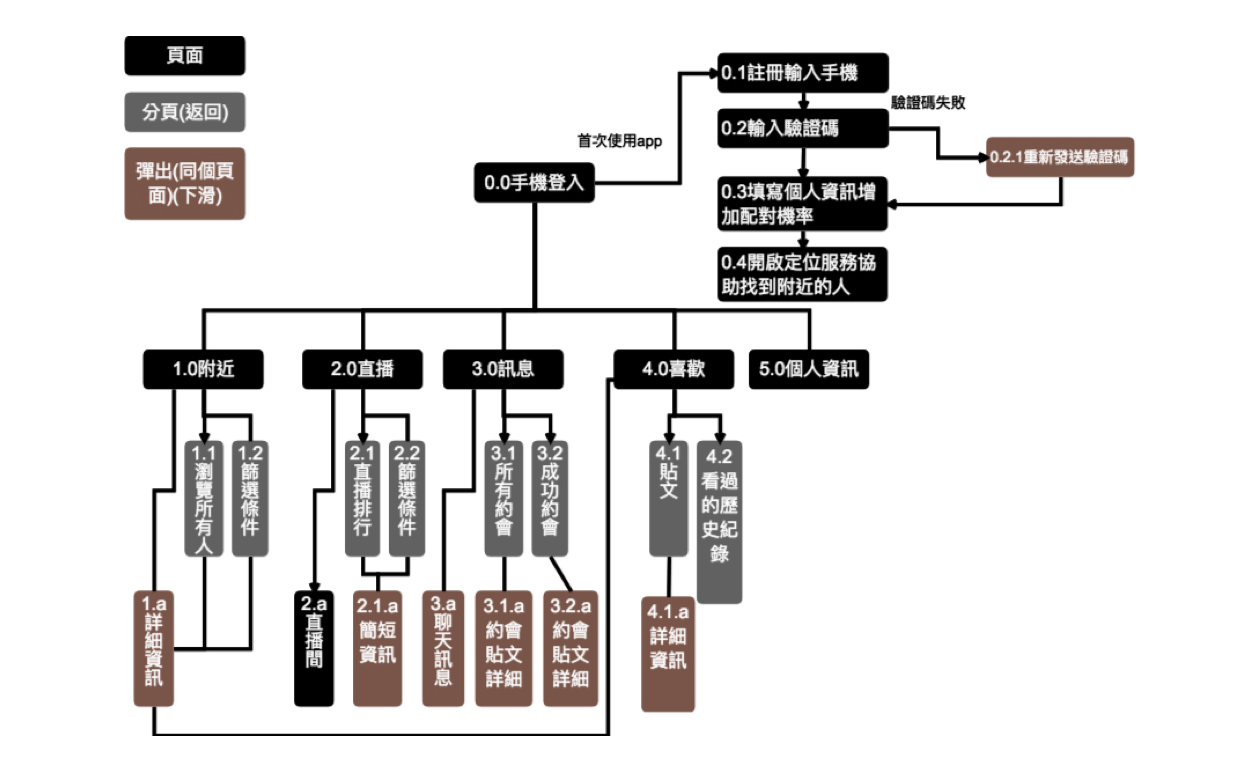 頁面
分頁(返回)
彈出(同個頁
面)(下滑)
首次使用app
0.0手機登入
0.1註冊輸入手機
0.2輸入驗證碼
驗證碼失敗
0.2.1重新發送驗證碼
0.3填寫個人資訊增
加配對機率
0.4開啟定位服務協
助找到附近的人
1.0附近
2.0直播
3.0訊息
4.0喜歡
5.0個人資訊
1.1
瀏覽所有人
1.2
篩選條件
2.1
直播排行
2.2
篩選條件
3.1
所有約會
3.2
成功約會
4.1
貼文
4.2
看過
的歷
史紀
錄
1.a
詳細資訊
2.a
直播間
2.1.a
簡短
資訊
3.a
聊天訊息
3.1.a
約會
貼文
詳細
3.2.a
約會
貼文
詳細
4.1.a
詳細
資訊